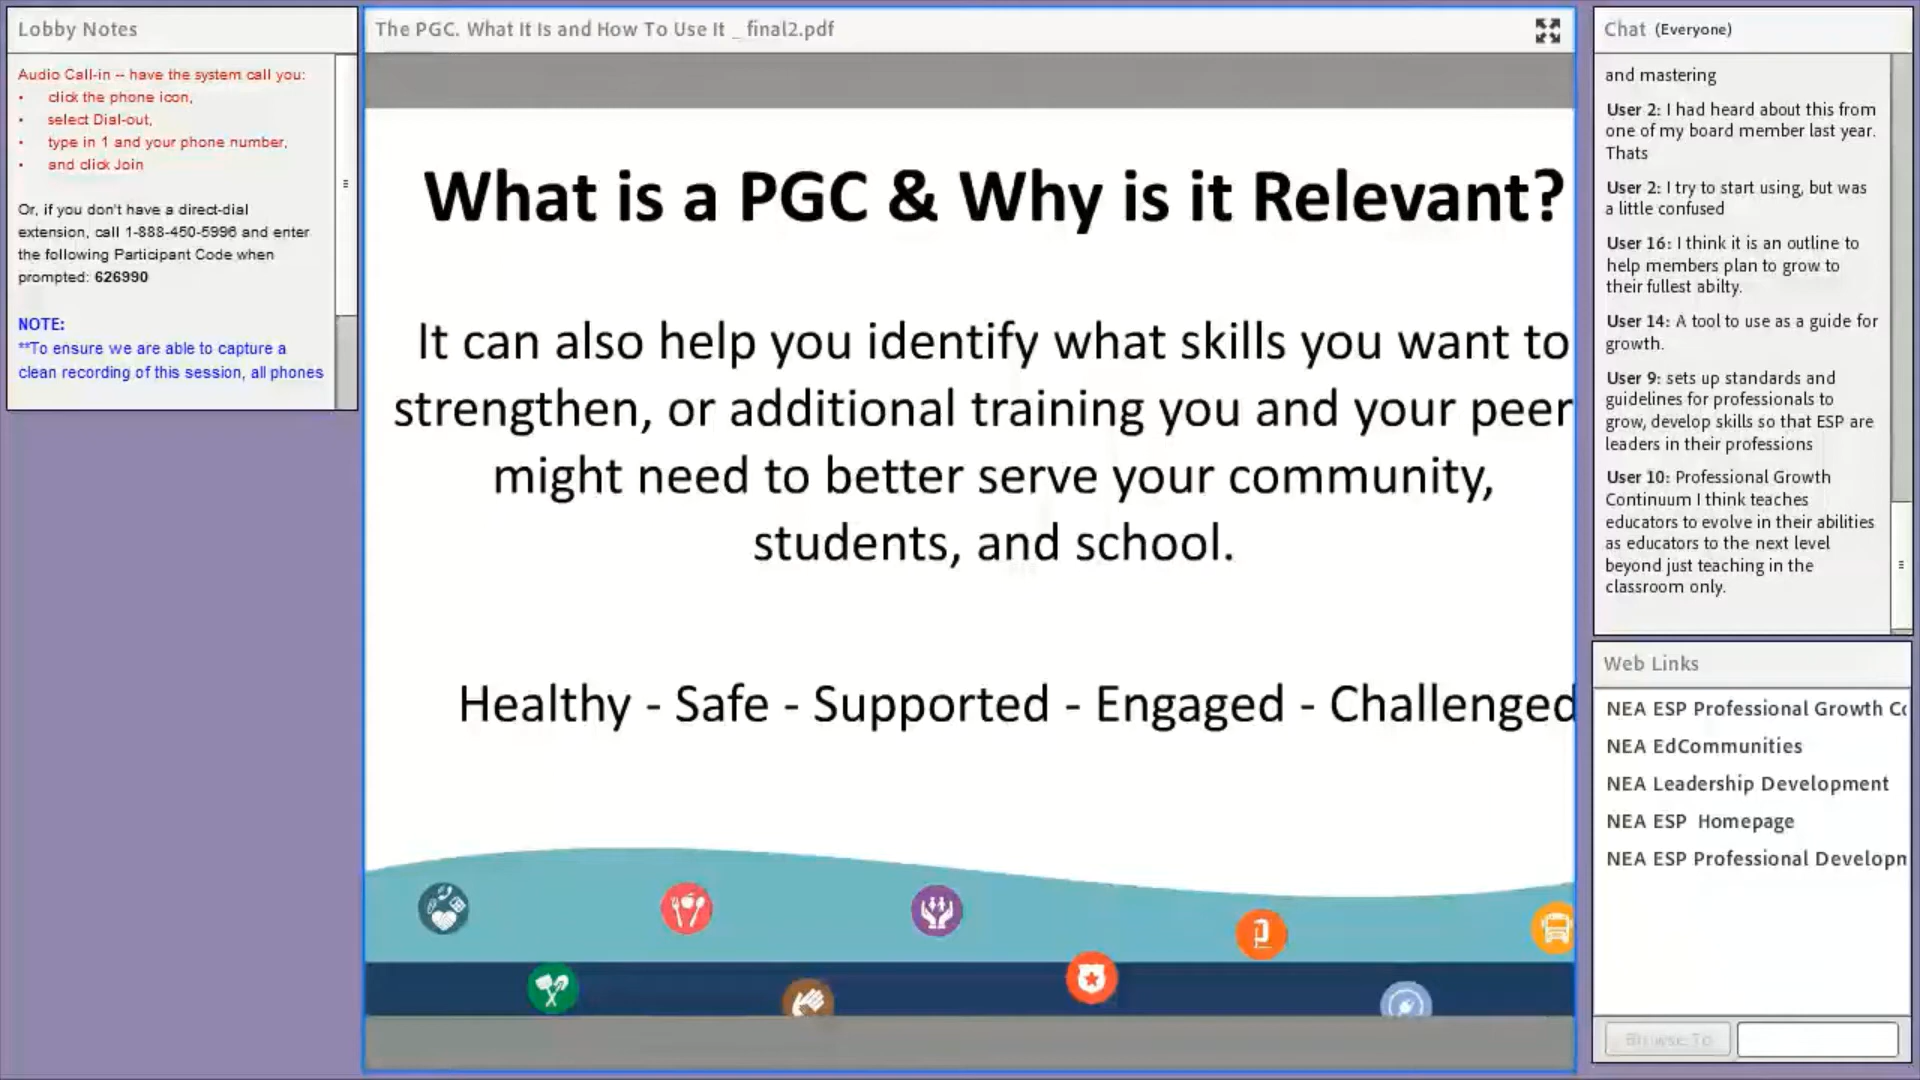 Lobby Notes
Audio Call-in -- have the system call you:
• click the phone icon,
• select Dial-out,
• type in 1 and your phone number,
• and click Join
Or, if you don't have a direct-dial
extension, call 1-888-450-5996 and enter
the following Participant Code when
prompted: 626990
NOTE:
**To ensure we are able to capture a
clean recording of this session, all phones
The PGC. What It Is and How To Use It _ final2.pdf
What is a PGC & Why is it Relevant?
It can also help you identify what skills you want to
strengthen, or additional training you and your peer
might need to better serve your community,
students, and school.
Healthy - Safe - Supported - Engaged - Challenged
Chat (Everyone)
and mastering
User 2: I had heard about this from
one of my board member last year.
Thats
User 2: I try to start using, but was
a little confused
User 16: I think it is an outline to
help members plan to grow to
their fullest abilty.
User 14: A tool to use as a guide for
growth.
User 9: sets up standards and
guidelines for professionals to
grow, develop skills so that ESP are
leaders in their professions
User 10: Professional Growth
Continuum I think teaches
educators to evolve in their abilities
as educators to the next level
beyond just teaching in the
classroom only.
Web Links
NEA ESP Professional Growth Co
NEA EdCommunities
NEA Leadership Development
NEA ESP Homepage
NEA ESP Professional Developm
Browse To